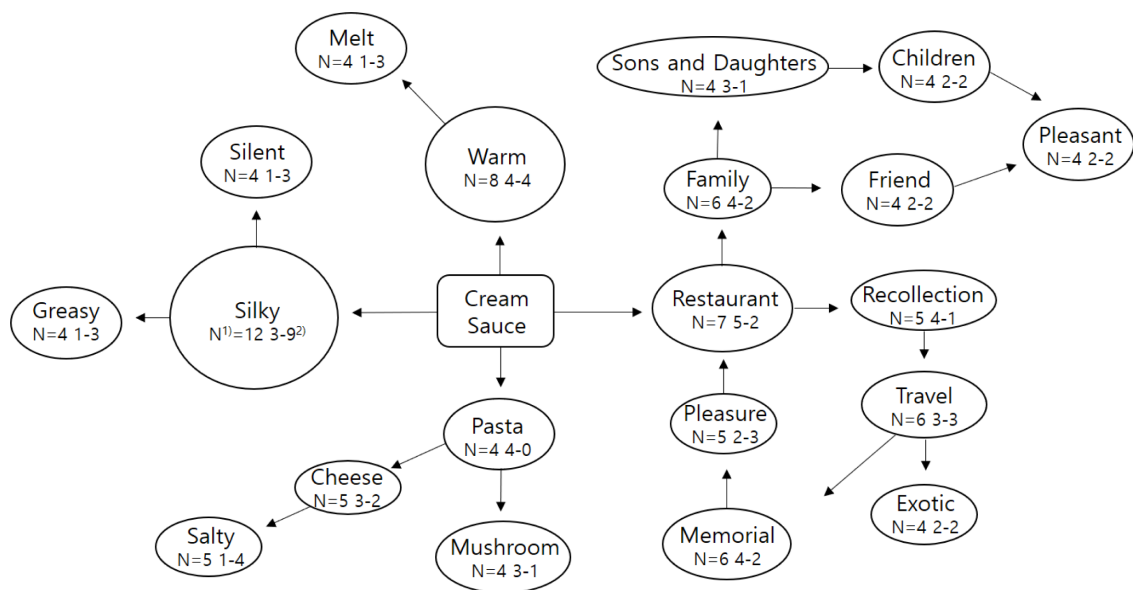 Melt
N=4 1-3
Sons and Daughters
N=4 3-1
Children
N=4 2-2
Pleasant
N=4 2-2
Silent
N=4 1-3
Warm
N=8 4-4
Family
N=6 4-2
Friend
N=4 2-2
Greasy
N=4 1-3
Silky
N¹⁾=12 3-9²⁾
Cream
Sauce
Restaurant
N=7 5-2
Recollection
N=5 4-1
Pasta
N=4 4-0
Pleasure
N=5 2-3
Travel
N=6 3-3
Cheese
N=5 3-2
Salty
N=5 1-4
Mushroom
N=4 3-1
Memorial
N=6 4-2
Exotic
N=4 2-2